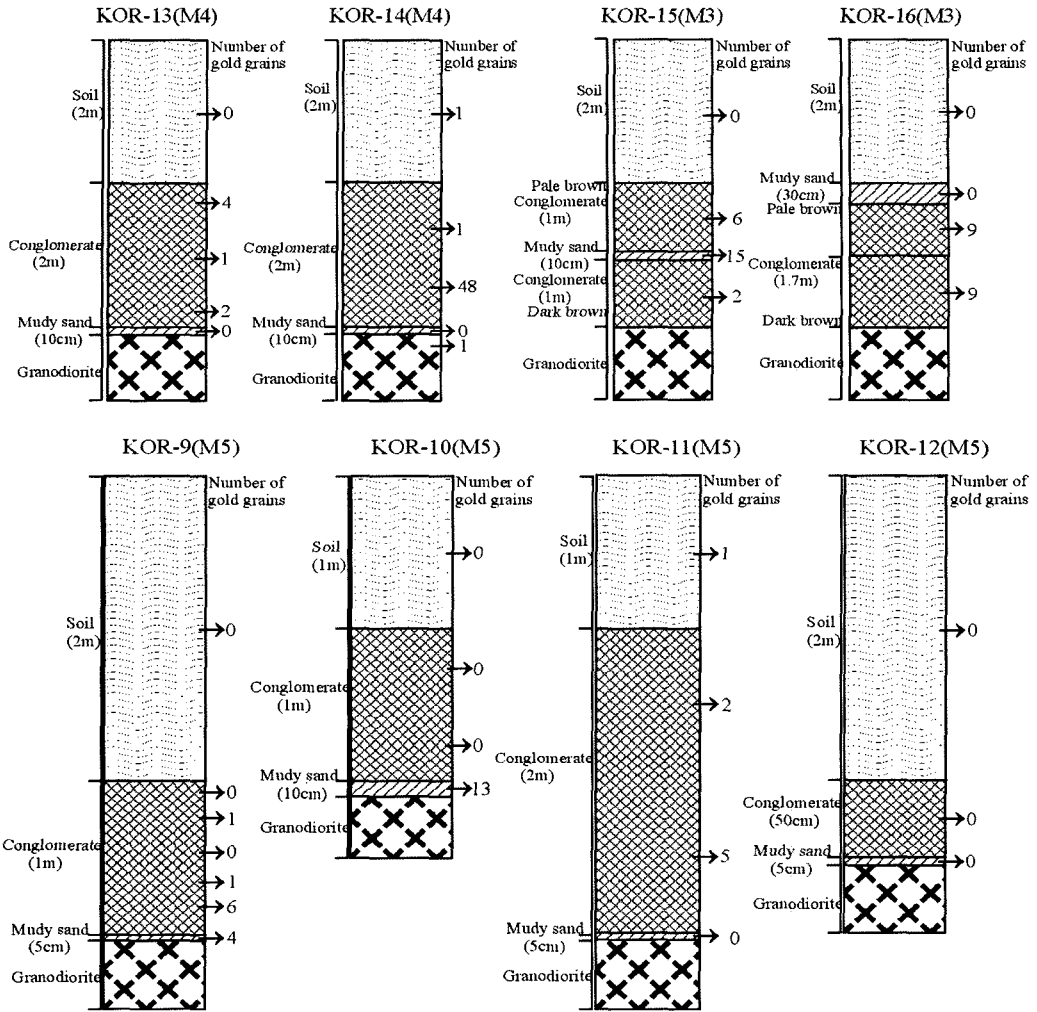 KOR-13(M4)
Number of
gold grains
Soil
(2m)
0
4
Conglomerate
(2m)
1
2
Mudy sand
(10cm)
0
Granodiorite
KOR-14(M4)
Number of
gold grains
Soil
(2m)
1
1
Conglomerate
(2m)
48
Mudy sand
(10cm)
0
1
Granodiorite
KOR-15(M3)
Number of
gold grains
Soil
(2m)
0
Pale brown
Conglomerate
(1m)
6
Mudy sand
(10cm)
15
Conglomerate
(1m)
2
Dark brown
Granodiorite
KOR-16(M3)
Number of
gold grains
Soil
(2m)
0
Mudy sand
(30cm)
0
Pale brown
9
Conglomerate
(1.7m)
9
Dark brown
Granodiorite
KOR-9(M5)
Number of
gold grains
Soil
(2m)
0
0
1
Conglomerate
(1m)
0
1
6
Mudy sand
(5cm)
4
Granodiorite
KOR-10(M5)
Number of
gold grains
Soil
(1m)
0
0
Conglomerate
(1m)
0
Mudy sand
(10cm)
13
Granodiorite
KOR-11(M5)
Number of
gold grains
Soil
(1m)
1
2
Conglomerate
(2m)
5
Mudy sand
(5cm)
0
Granodiorite
KOR-12(M5)
Number of
gold grains
Soil
(2m)
0
Conglomerate
(50cm)
0
Mudy sand
(5cm)
0
Granodiorite